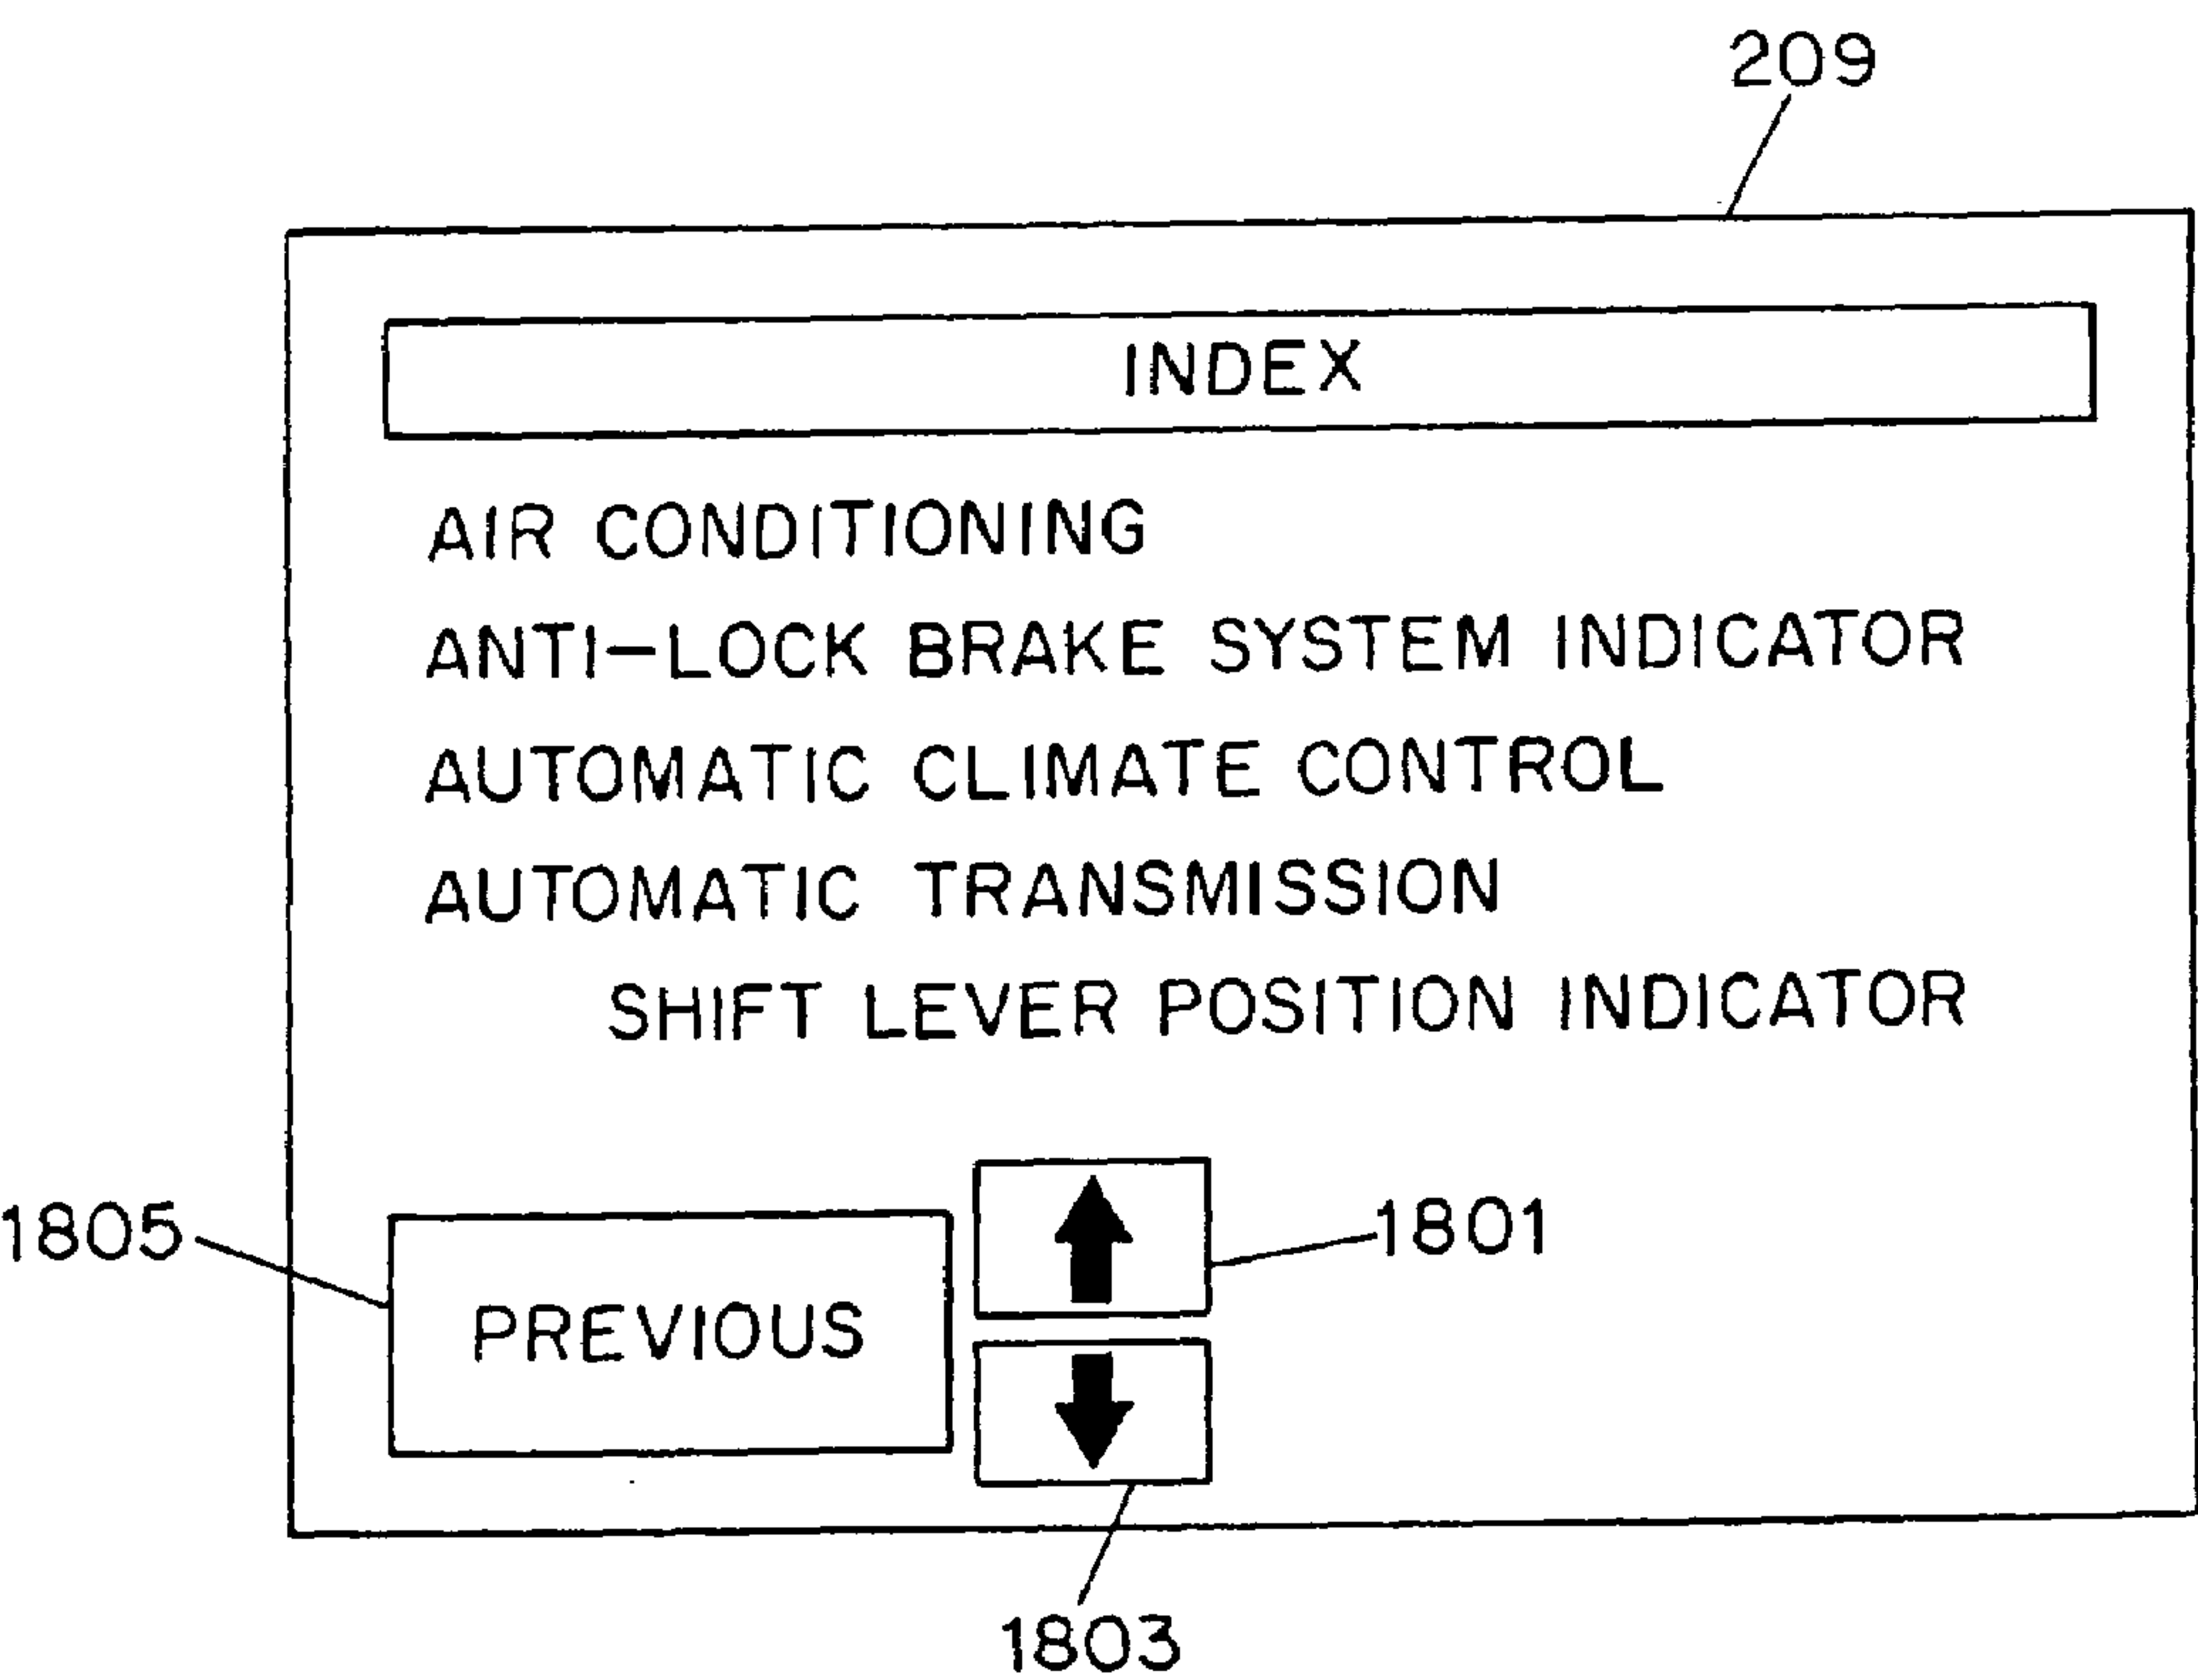 209
INDEX
AIR CONDITIONING
ANTI-LOCK BRAKE SYSTEM INDICATOR
AUTOMATIC CLIMATE CONTROL
AUTOMATIC TRANSMISSION
SHIFT LEVER POSITION INDICATOR
1805
PREVIOUS
1801
1803